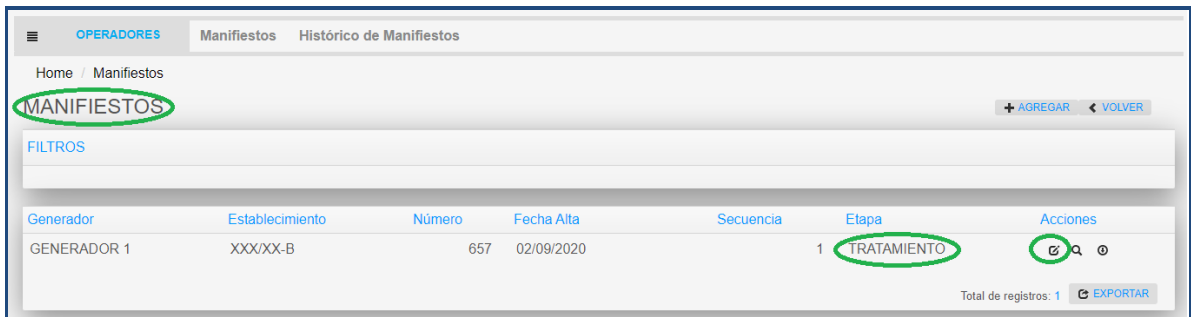 OPERADORES Manifiestos Histórico de Manifiestos
Home / Manifiestos
MANIFIESTOS
AGREGAR VOLVER
FILTROS
Generador Establecimiento Número Fecha Alta Secuencia Etapa Acciones
GENERADOR 1 XXX/XX-B 657 02/09/2020 1 TRATAMIENTO
Total de registros: 1 EXPORTAR